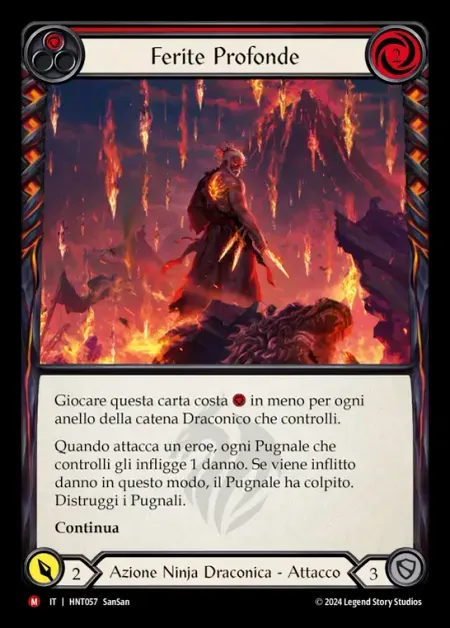 Ferite Profonde
2
Giocare questa carta costa in meno per ogni
anello della catena Draconico che controlli.
Quando attacca un eroe, ogni Pugnale che
controlli gli infligge 1 danno. Se viene inflitto
danno in questo modo, il Pugnale ha colpito.
Distruggi i Pugnali.
Continua
2
Azione Ninja Draconica - Attacco
3
M IT | HNT057 SanSan
© 2024 Legend Story Studios